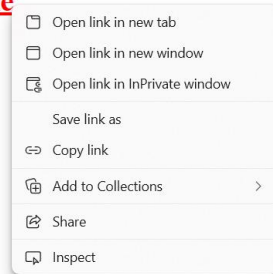 e
Open link in new tab
Open link in new window
Open link in InPrivate window
Save link as
Copy link
Add to Collections
Share
Inspect